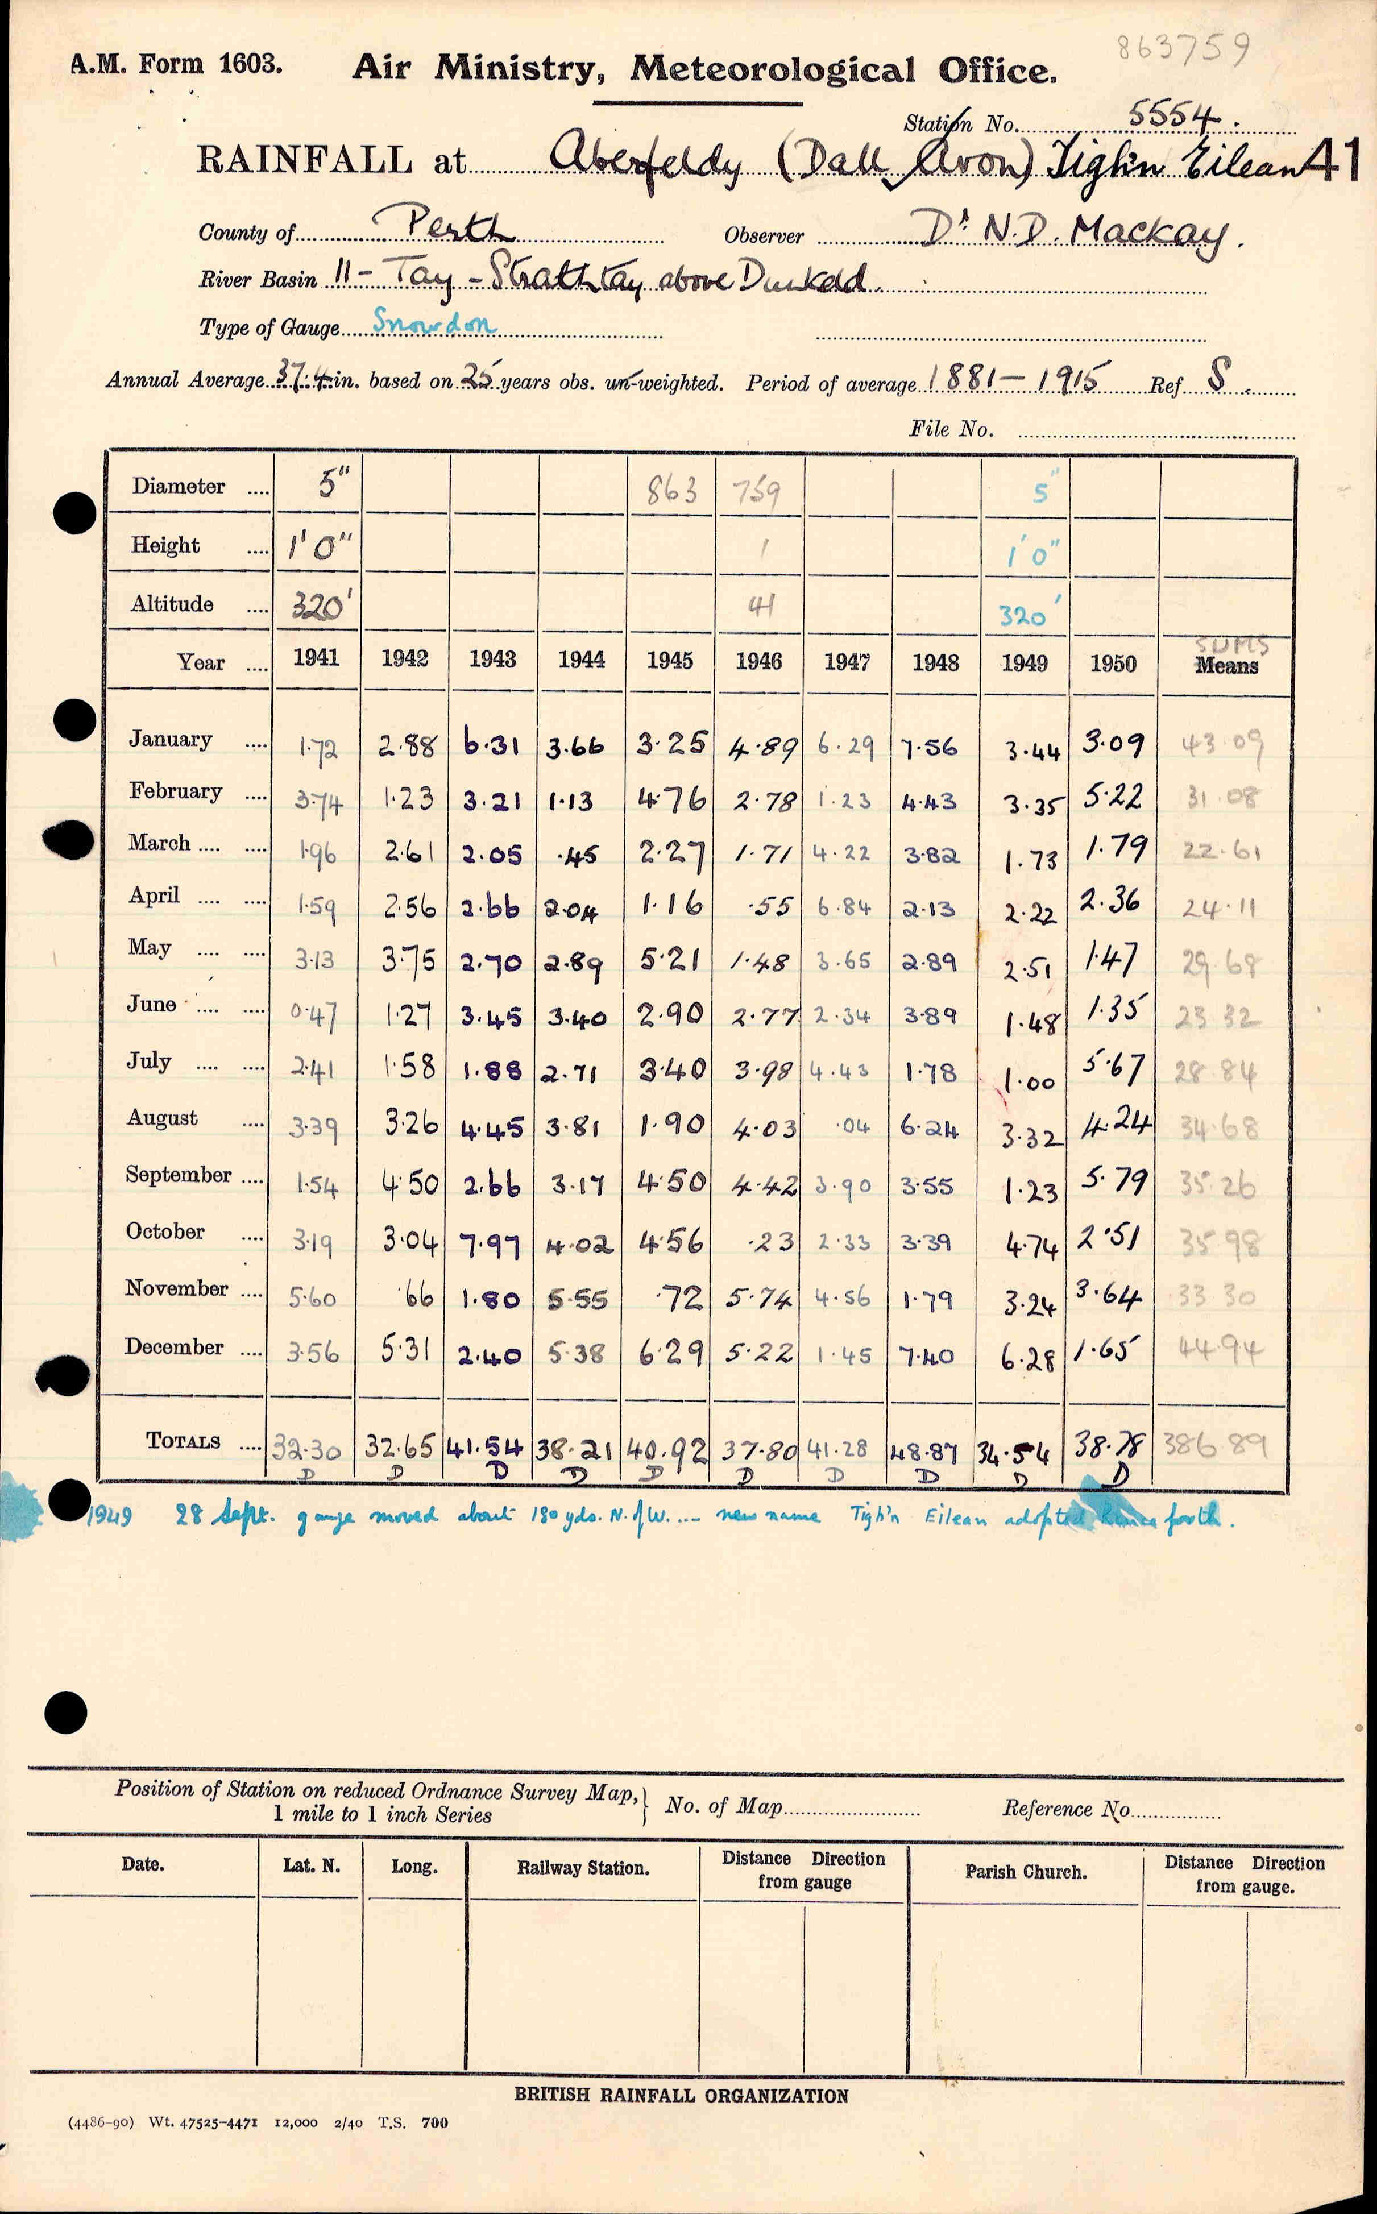 863759
A.M. Form 1603. Air Ministry, Meteorological Office.
Station No. 5554.
RAINFALL at Aberfeldy (Dall Avon) Tigh'n Eilean 41
County of Perth Observer Dr N.D. Mackay.
River Basin 11 - Tay - Strathtay above Dunkeld.
Type of Gauge Snowdon
Annual Average 37.4 in. based on 25 years obs. un-weighted. Period of average 1881 - 1915 Ref S.
File No.
Diameter .... 5" 863 759 5"
Height .... 1'0" 1 1'0"
Altitude .... 320' 41 320'
SUMS
Year .... 1941 1942 1943 1944 1945 1946 1947 1948 1949 1950 Means
January .... 1.72 2.88 6.31 3.66 3.25 4.89 6.29 7.56 3.44 3.09 43.09
February .... 3.74 1.23 3.21 1.13 4.76 2.78 1.23 4.43 3.35 5.22 31.08
March .... .... 1.96 2.61 2.05 .45 2.27 1.71 4.22 3.82 1.73 1.79 22.61
April .... .... 1.59 2.56 2.66 2.04 1.16 .55 6.84 2.13 2.22 2.36 24.11
May .... .... 3.13 3.75 2.70 2.89 5.21 1.48 3.65 2.89 2.51 1.47 29.68
June .... .... 0.47 1.27 3.45 3.40 2.90 2.77 2.34 3.89 1.48 1.35 23.32
July .... .... 2.41 1.58 1.88 2.71 3.40 3.98 4.43 1.78 1.00 5.67 28.84
August .... 3.39 3.26 4.45 3.81 1.90 4.03 .04 6.24 3.32 4.24 34.68
September .... 1.54 4.50 2.66 3.17 4.50 4.42 3.90 3.55 1.23 5.79 35.26
October .... 3.19 3.04 7.97 4.02 4.56 .23 2.33 3.39 4.74 2.51 35.98
November .... 5.60 .66 1.80 5.55 .72 5.74 4.56 1.79 3.24 3.64 33.30
December .... 3.56 5.31 2.40 5.38 6.29 5.22 1.45 7.40 6.28 1.65 44.94
TOTALS .... 32.30 32.65 41.54 38.21 40.92 37.80 41.28 48.87 34.54 38.78 386.89
D D D D D D D D D D
1949 28 Sept. gauge moved about 180 yds. N. of W. ... new name Tigh'n Eilean adopted hence forth.
Position of Station on reduced Ordnance Survey Map, 1 mile to 1 inch Series } No. of Map Reference No.
Date. Lat. N. Long. Railway Station. Distance Direction from gauge Parish Church. Distance Direction from gauge.
BRITISH RAINFALL ORGANIZATION
(4486-90) Wt. 47525-4471 12,000 2/40 T.S. 700